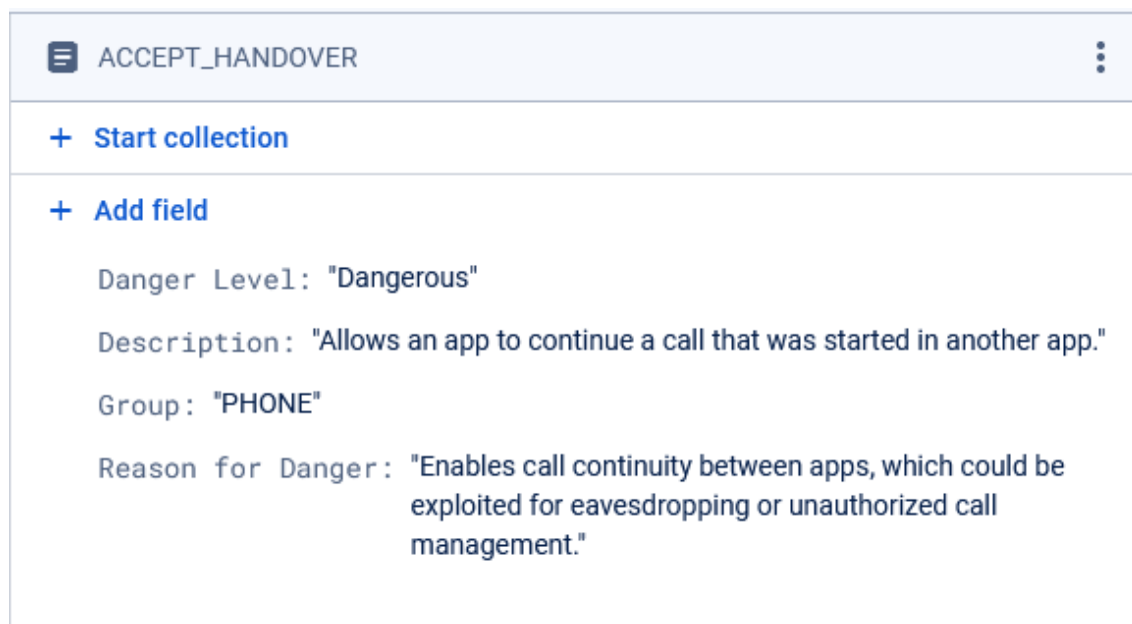 ACCEPT_HANDOVER
+ Start collection
+ Add field
Danger Level: "Dangerous"
Description: "Allows an app to continue a call that was started in another app."
Group: "PHONE"
Reason for Danger: "Enables call continuity between apps, which could be
exploited for eavesdropping or unauthorized call
management."